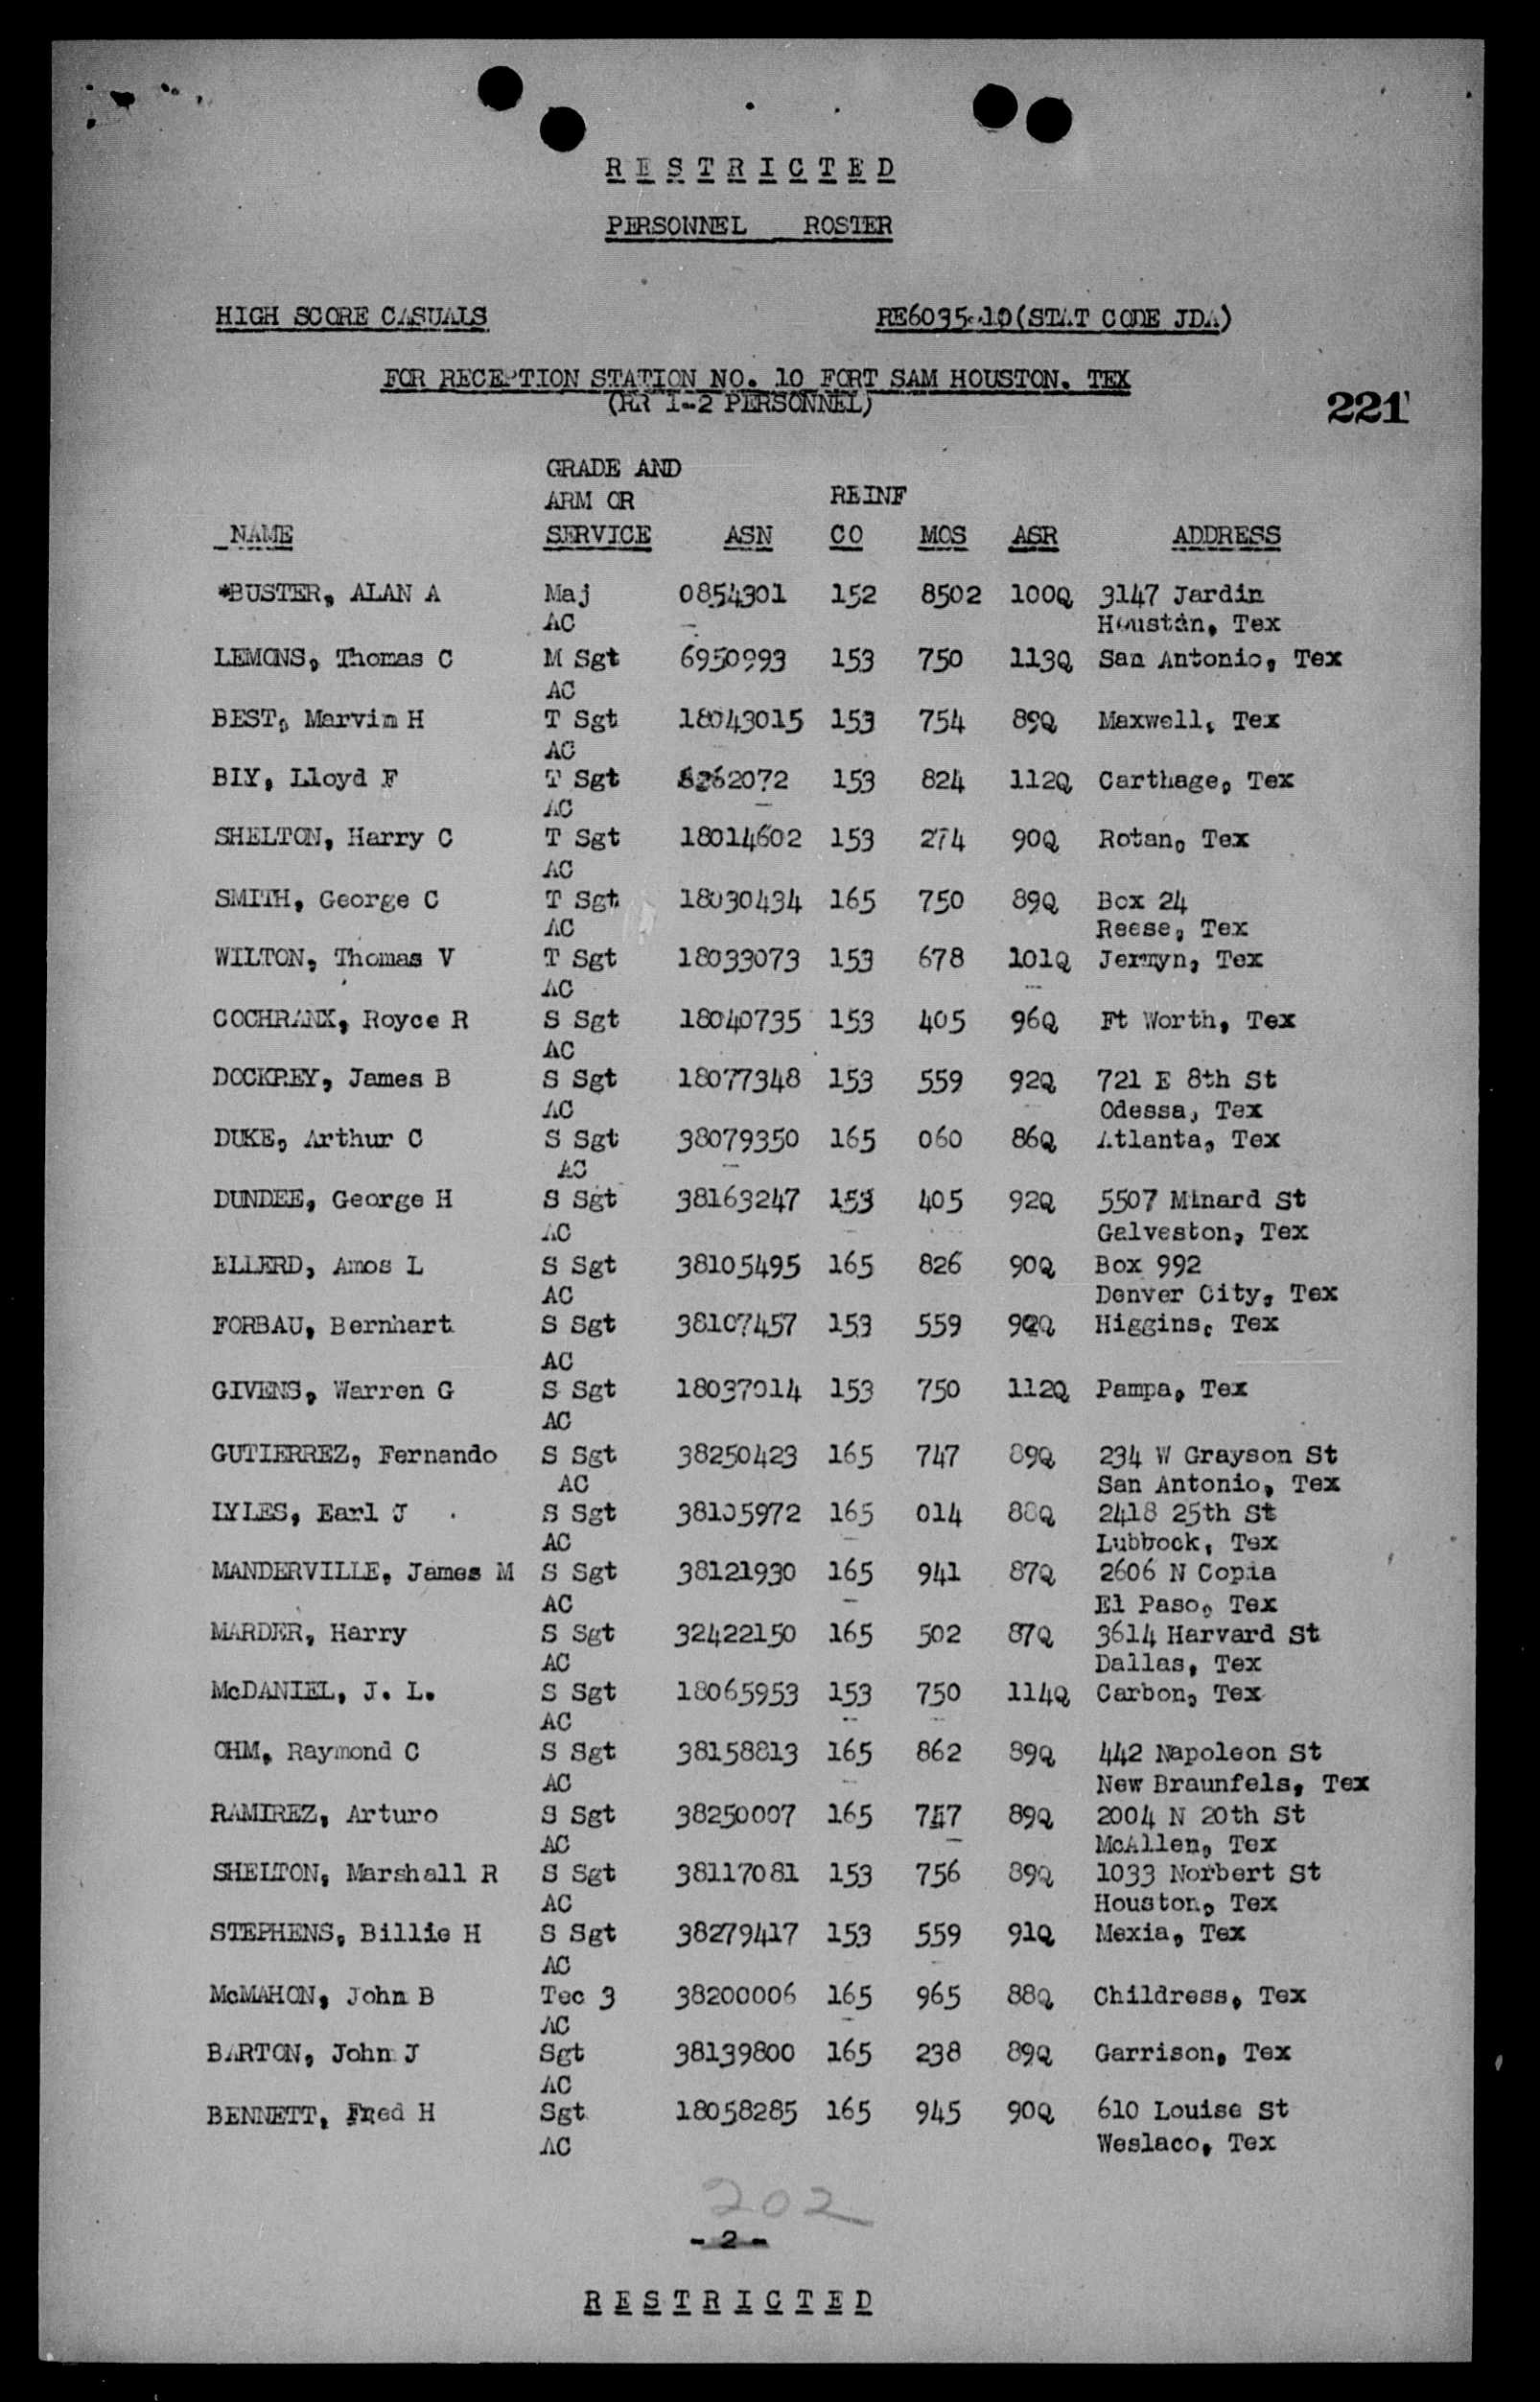 RESTRICTED
PERSONNEL ROSTER
HIGH SCORE CASUALS RE6035-10(STAT CODE JDA)
FOR RECEPTION STATION NO. 10 FORT SAM HOUSTON. TEX
(RR 1-2 PERSONNEL)
221
GRADE AND
ARM OR REINF
NAME SERVICE ASN CO MOS ASR ADDRESS
*BUSTER, ALAN A Maj 0854301 152 8502 100Q 3147 Jardin
AC Houston, Tex
LEMONS, Thomas C M Sgt 6950993 153 750 113Q San Antonio, Tex
AC
BEST, Marvin H T Sgt 18043015 153 754 89Q Maxwell, Tex
AC
BIY, Lloyd F T Sgt 6262072 153 824 112Q Carthage, Tex
AC
SHELTON, Harry C T Sgt 18014602 153 274 90Q Rotan, Tex
AC
SMITH, George C T Sgt 18030434 165 750 89Q Box 24
AC Reese, Tex
WILTON, Thomas V T Sgt 18033073 153 678 101Q Jermyn, Tex
AC
COCHRANX, Royce R S Sgt 18040735 153 405 96Q Ft Worth, Tex
AC
DOCKREY, James B S Sgt 18077348 153 559 92Q 721 E 8th St
AC Odessa, Tex
DUKE, Arthur C S Sgt 38079350 165 060 86Q Atlanta, Tex
AC
DUNDEE, George H S Sgt 38163247 153 405 92Q 5507 Minard St
AC Galveston, Tex
ELLERD, Amos L S Sgt 38105495 165 826 90Q Box 992
AC Denver City, Tex
FORBAU, Bernhart S Sgt 38107457 153 559 92Q Higgins, Tex
AC
GIVENS, Warren G S Sgt 18037014 153 750 112Q Pampa, Tex
AC
GUTIERREZ, Fernando S Sgt 38250423 165 747 89Q 234 W Grayson St
AC San Antonio, Tex
LYLES, Earl J S Sgt 38105972 165 014 88Q 2418 25th St
AC Lubbock, Tex
MANDERVILLE, James M S Sgt 38121930 165 941 87Q 2606 N Copia
AC El Paso, Tex
MARDER, Harry S Sgt 32422150 165 502 87Q 3614 Harvard St
AC Dallas, Tex
McDANIEL, J. L. S Sgt 18065953 153 750 114Q Carbon, Tex
AC
OHM, Raymond C S Sgt 38158813 165 862 89Q 442 Napoleon St
AC New Braunfels, Tex
RAMIREZ, Arturo S Sgt 38250007 165 747 89Q 2004 N 20th St
AC McAllen, Tex
SHELTON, Marshall R S Sgt 38117081 153 756 89Q 1033 Norbert St
AC Houston, Tex
STEPHENS, Billie H S Sgt 38279417 153 559 91Q Mexia, Tex
AC
McMAHON, John B Tec 3 38200006 165 965 88Q Childress, Tex
AC
BARTON, John J Sgt 38139800 165 238 89Q Garrison, Tex
AC
BENNETT, Fred H Sgt 18058285 165 945 90Q 610 Louise St
AC Weslaco, Tex
202
- 2 -
RESTRICTED